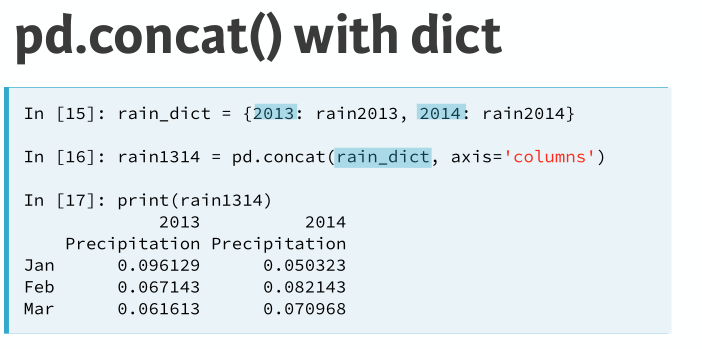 pd.concat() with dict
In [15]: rain_dict = {2013: rain2013, 2014: rain2014}
In [16]: rain1314 = pd.concat(rain_dict, axis='columns')
In [17]: print(rain1314)
2013 2014
Precipitation Precipitation
Jan 0.096129 0.050323
Feb 0.067143 0.082143
Mar 0.061613 0.070968